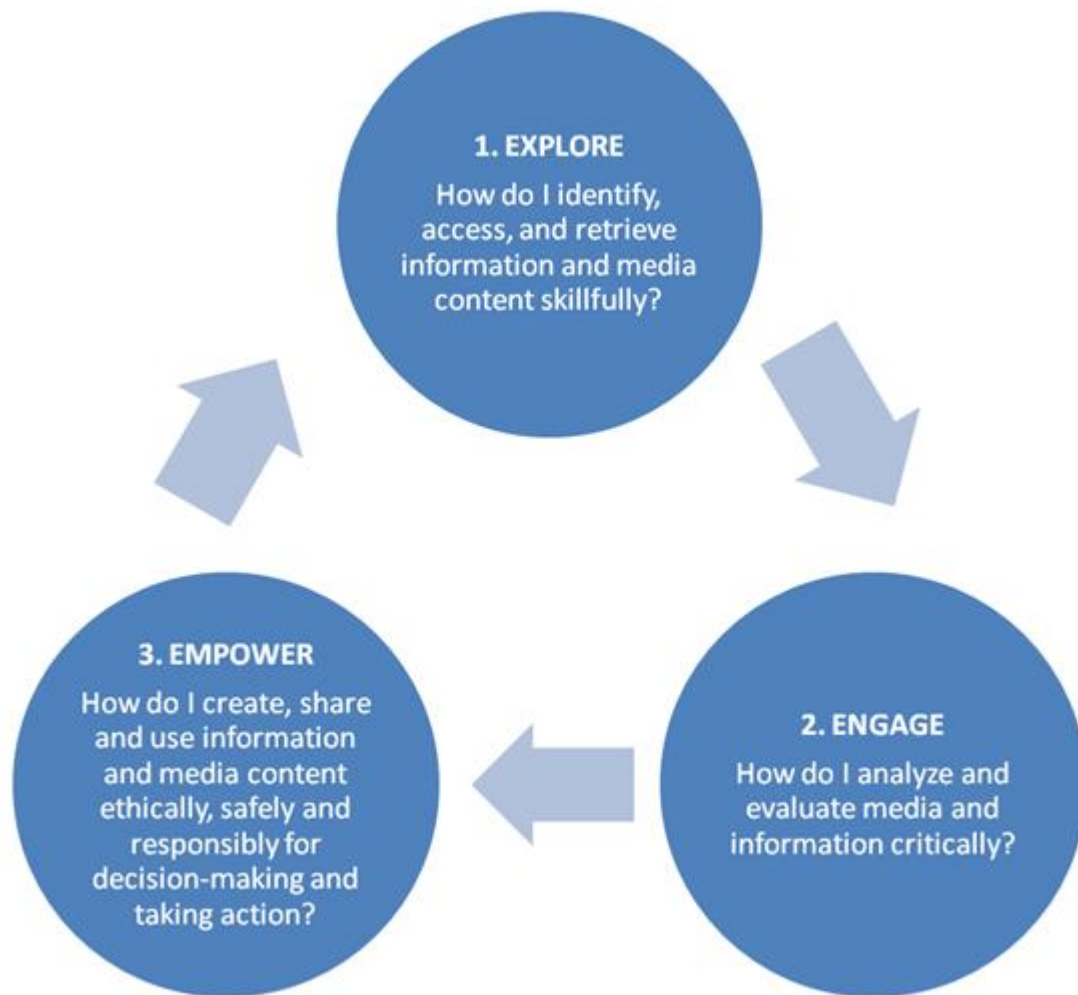 1. EXPLORE
How do I identify,
access, and retrieve
information and media
content skillfully?
2. ENGAGE
How do I analyze and
evaluate media and
information critically?
3. EMPOWER
How do I create, share
and use information
and media content
ethically, safely and
responsibly for
decision-making and
taking action?